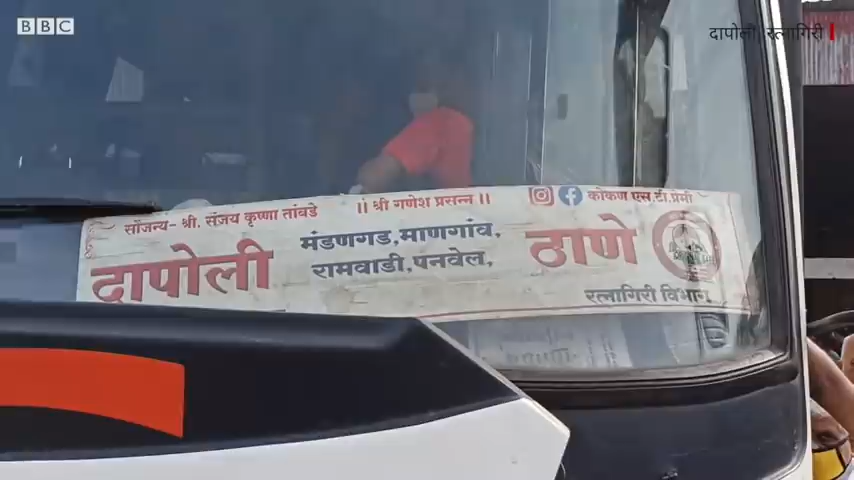 BBC
दापोली, रत्नागिरी
सौजन्य- श्री. संजय कृष्णा तांबडे
॥ श्री गणेश प्रसन्न ॥
कोकण एस.टी.प्रेमी
दापोली
मंडणगड,माणगांव,
रामवाडी,पनवेल,
ठाणे
रत्नागिरी विभाग